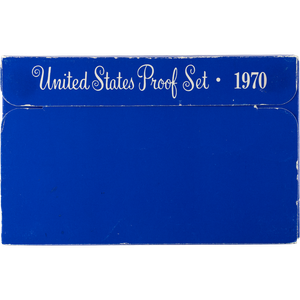 United States Proof Set • 1970